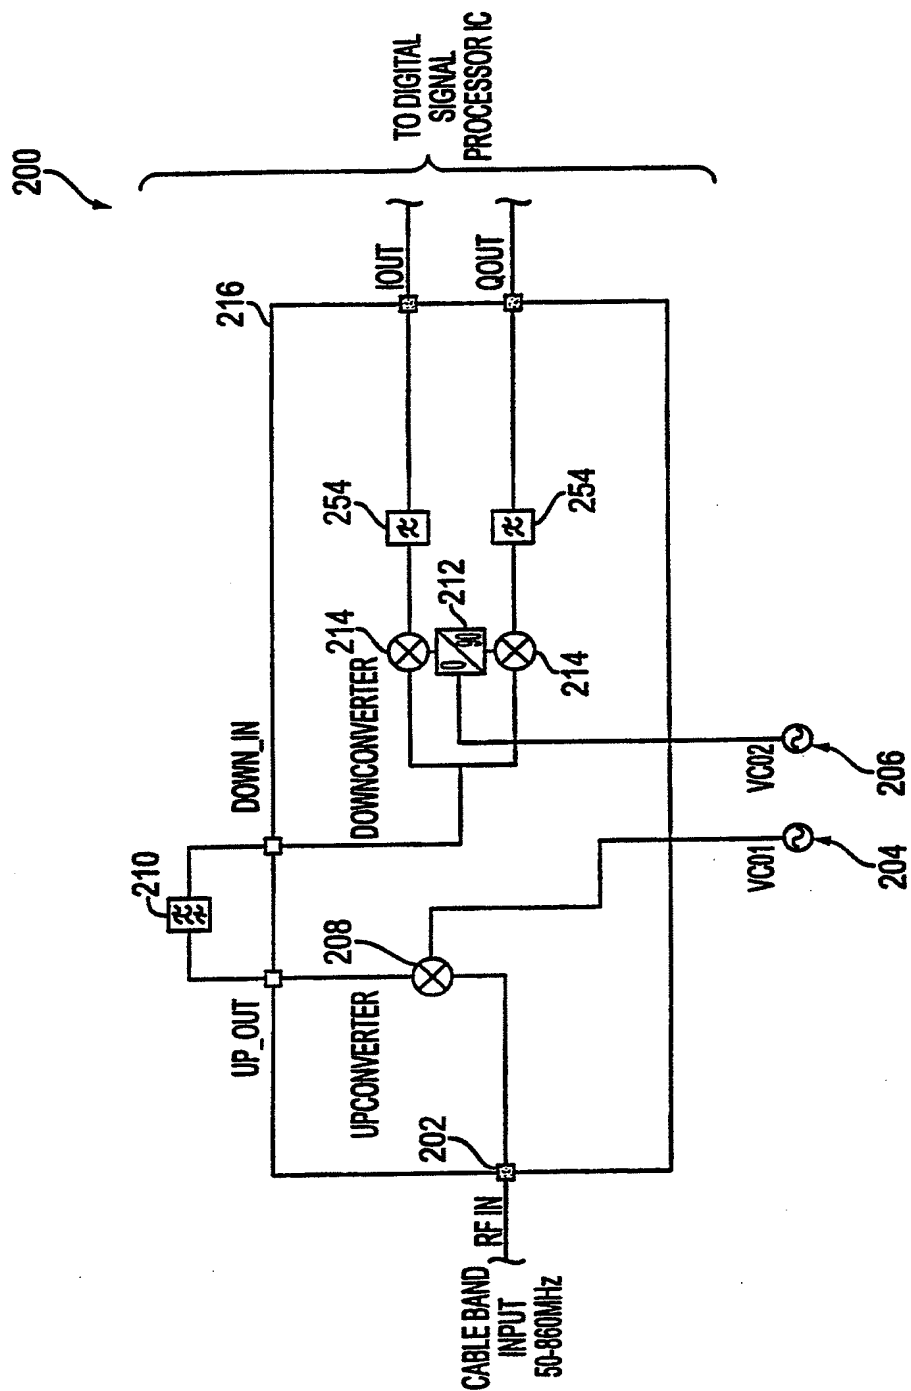 200
216
TO DIGITAL
SIGNAL
PROCESSOR IC
IOUT
QOUT
254
254
212
0
90
214
214
DOWNCONVERTER
DOWN_IN
210
UP_OUT
208
UPCONVERTER
202
RF IN
CABLE BAND
INPUT
50-860MHz
VC01
204
VC02
206